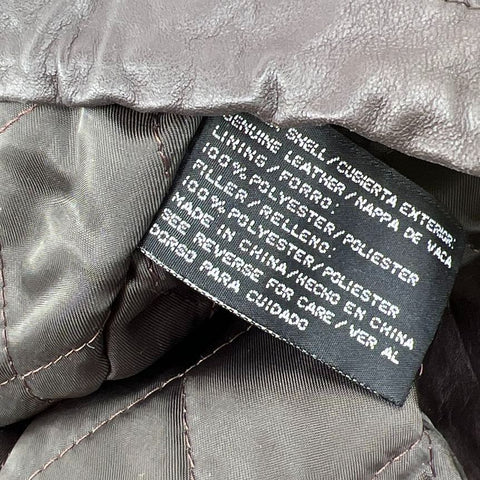 SHELL/CUBIERTA EXTERIOR:
GENUINE LEATHER/NAPPA DE VACA
LINING/FORRO:
100% POLYESTER/POLIESTER
FILLER/RELLENO:
100% POLYESTER/POLIESTER
MADE IN CHINA/HECHO EN CHINA
SEE REVERSE FOR CARE/VER AL
DORSO PARA CUIDADO